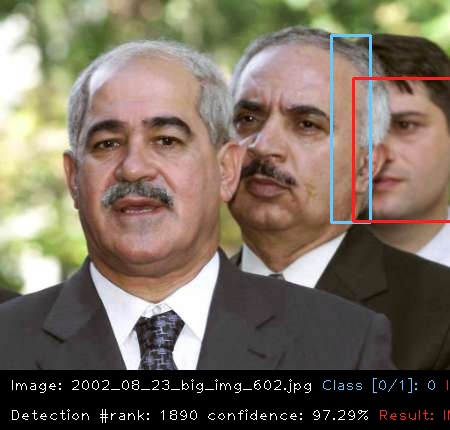 Image: 2002_08_23_big_img_602.jpg Class [0/1]: 0
Detection #rank: 1890 confidence: 97.29% Result: